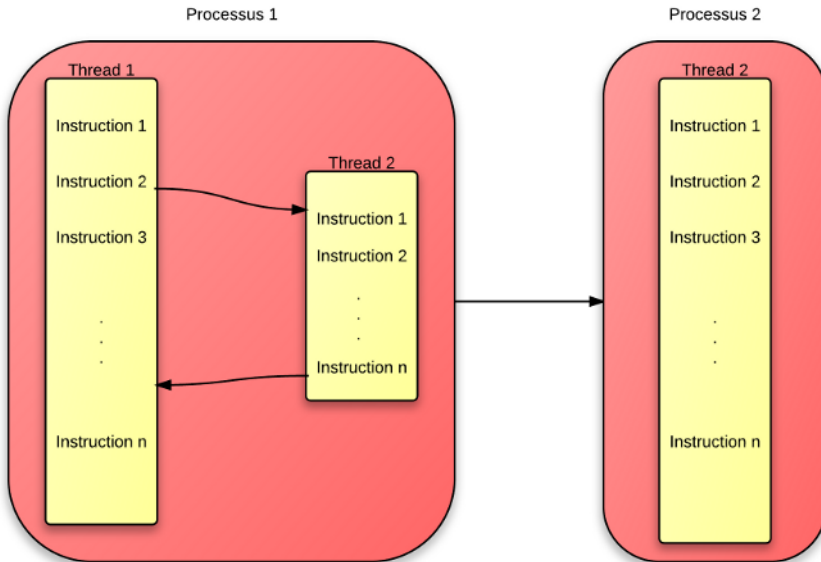 Processus 1
Thread 1
Instruction 1
Instruction 2
Instruction 3
.
.
.
Instruction n
Thread 2
Instruction 1
Instruction 2
.
.
.
Instruction n
Processus 2
Thread 2
Instruction 1
Instruction 2
Instruction 3
.
.
.
Instruction n